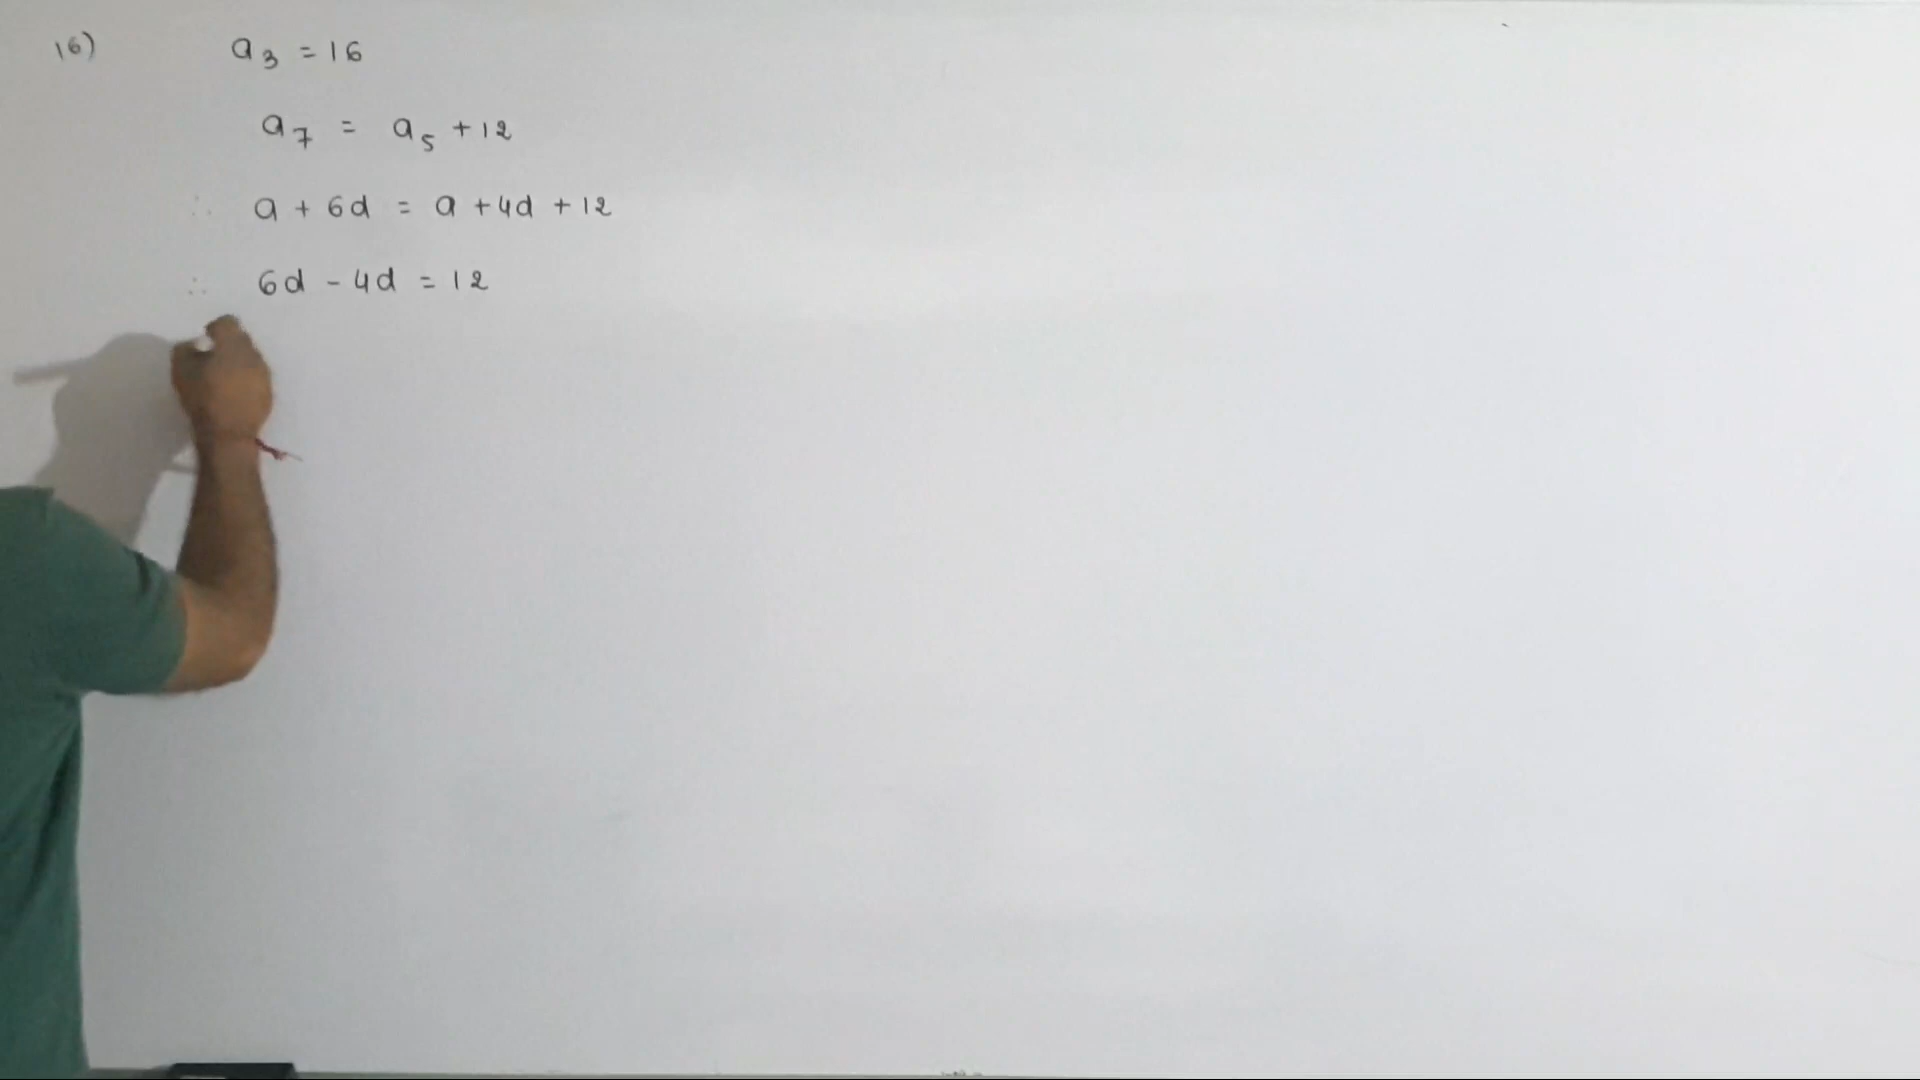 16) a₃ = 16
a₇ = a₅ + 12
∴ a + 6d = a + 4d + 12
∴ 6d - 4d = 12